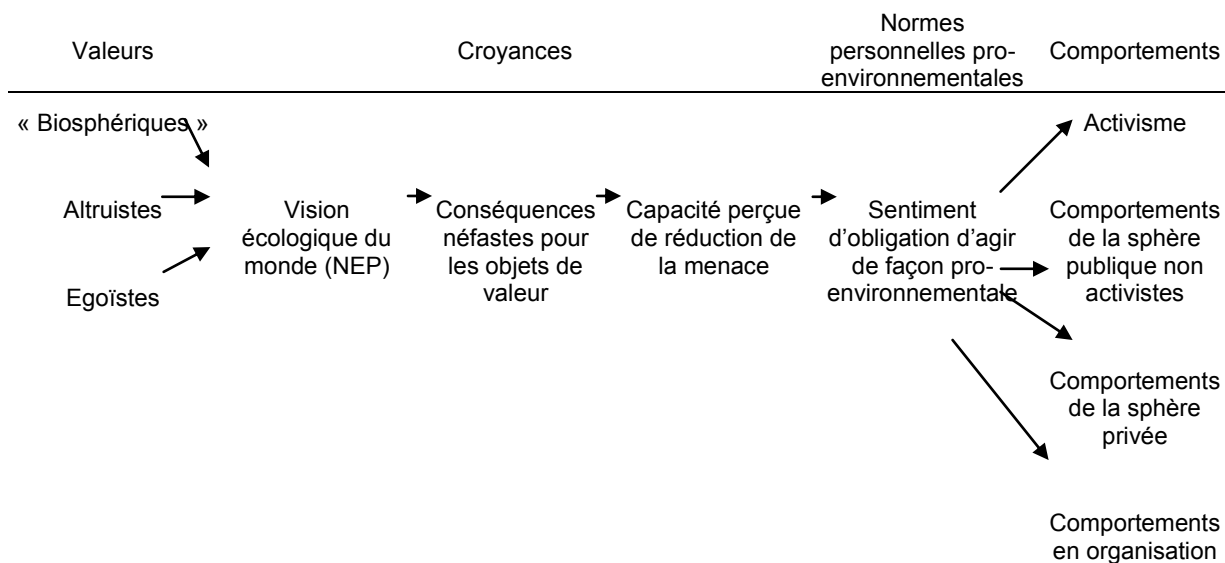 Valeurs
Croyances
Normes
personnelles pro-
environnementales
Comportements
« Biosphériques »
Altruistes
Egoïstes
Vision
écologique du
monde (NEP)
Conséquences
néfastes pour
les objets de
valeur
Capacité perçue
de réduction de
la menace
Sentiment
d'obligation d'agir
de façon pro-
environnementale
Activisme
Comportements
de la sphère
publique non
activistes
Comportements
de la sphère
privée
Comportements
en organisation